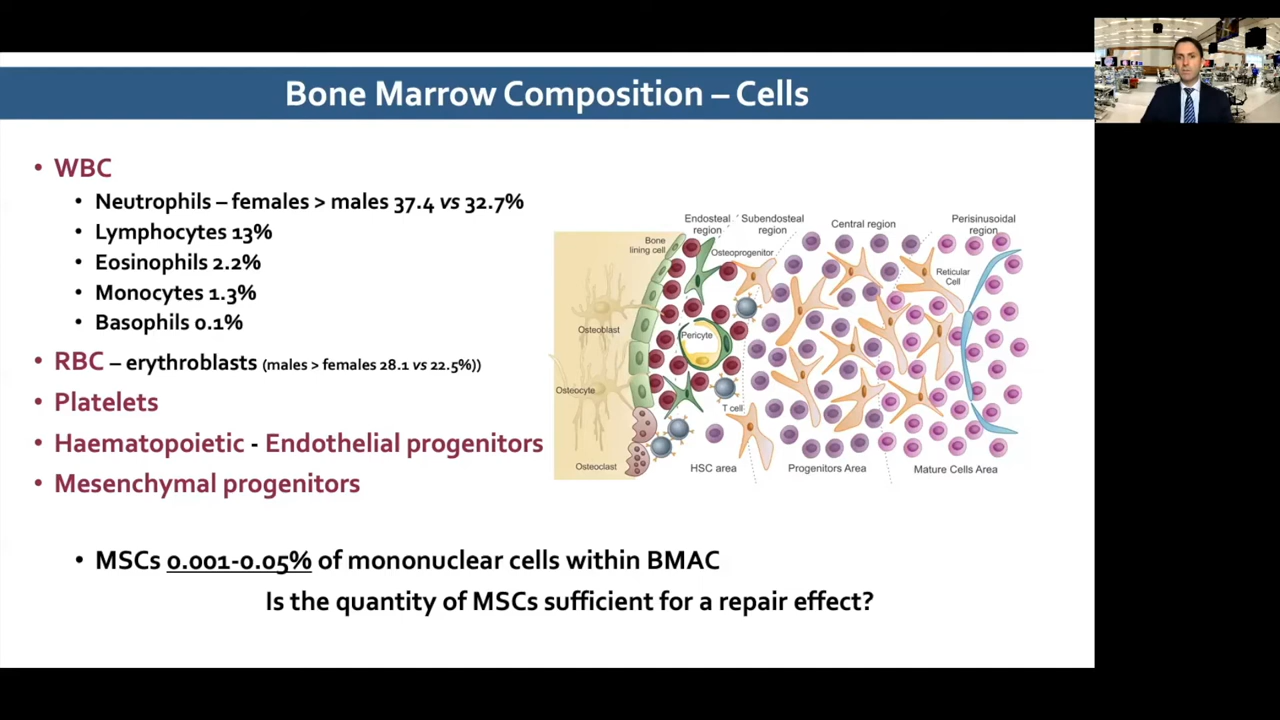 Bone Marrow Composition – Cells
• WBC
• Neutrophils – females > males 37.4 vs 32.7%
• Lymphocytes 13%
• Eosinophils 2.2%
• Monocytes 1.3%
• Basophils 0.1%
• RBC – erythroblasts (males > females 28.1 vs 22.5%))
• Platelets
• Haematopoietic - Endothelial progenitors
• Mesenchymal progenitors
• MSCs 0.001-0.05% of mononuclear cells within BMAC
Is the quantity of MSCs sufficient for a repair effect?
Endosteal
region
Subendosteal
region
Central region
Perisinusoidal
region
Bone
lining cell
Osteoprogenitor
Reticular
Cell
Osteoblast
Pericyte
Osteocyte
T cell
Osteoclast
HSC area
Progenitors Area
Mature Cells Area